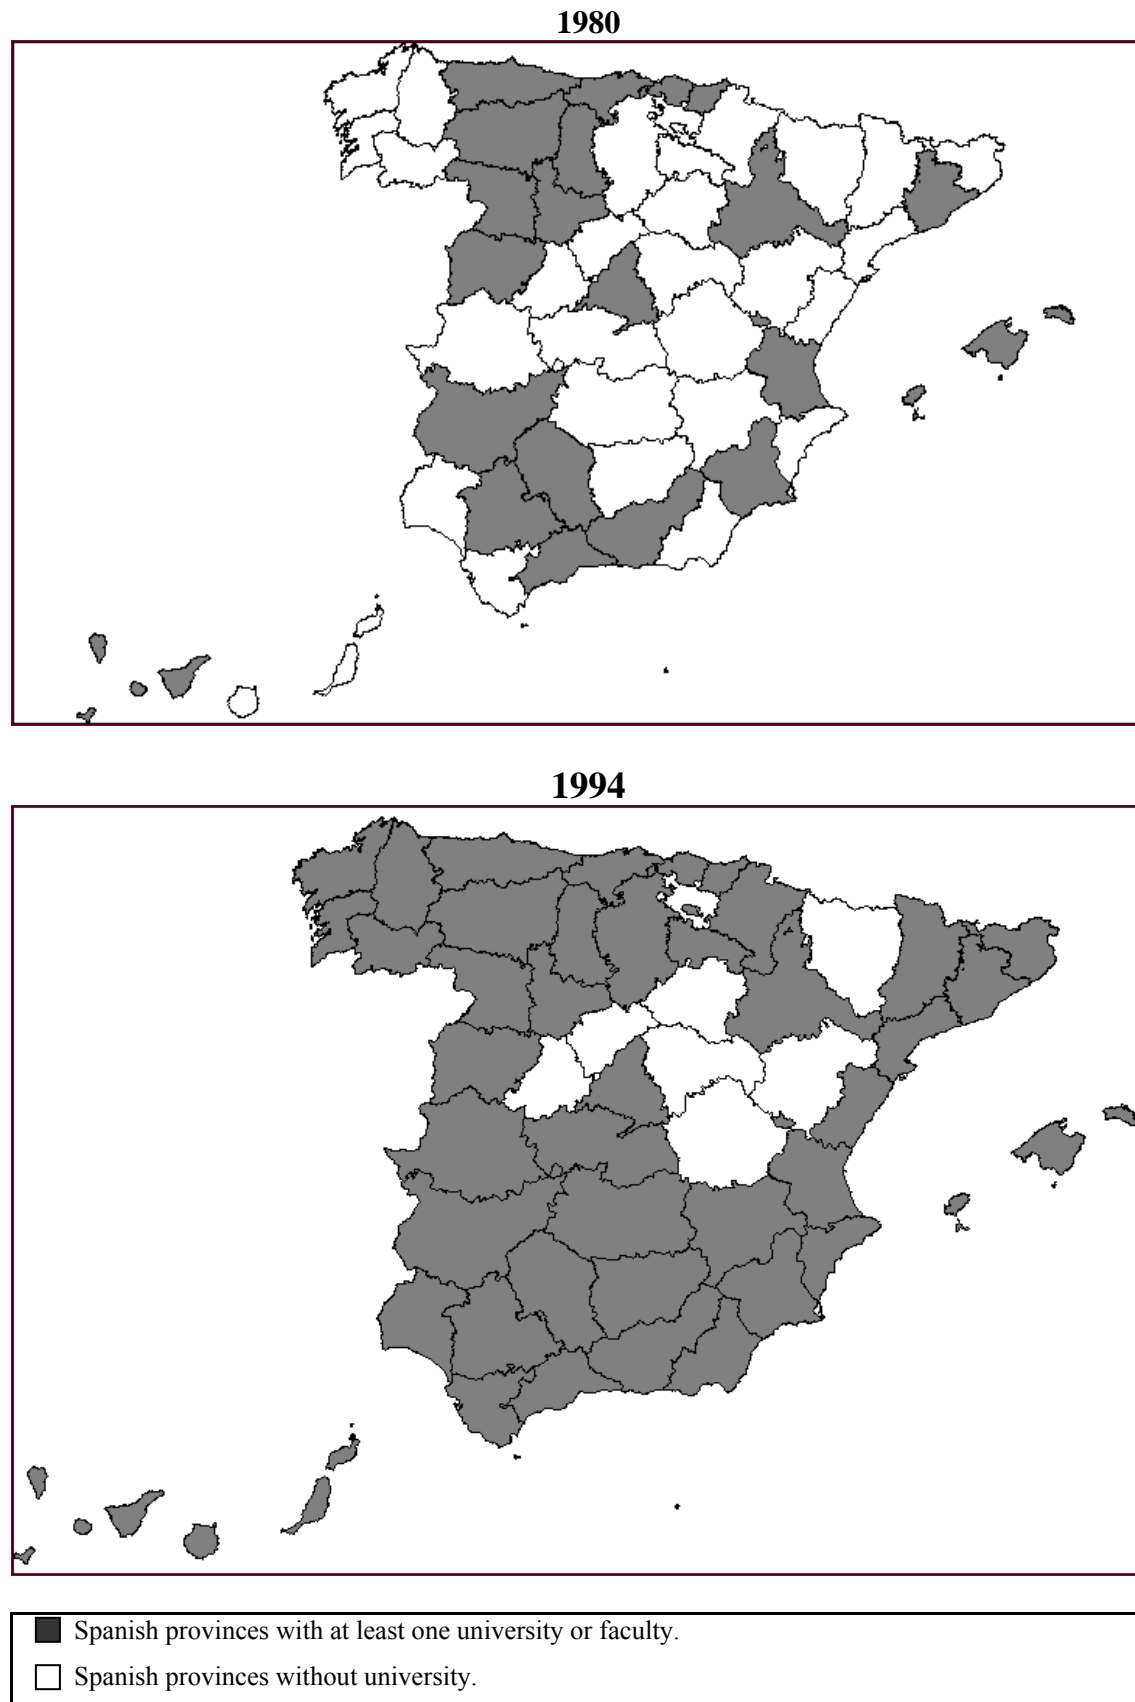 1980
1994
Spanish provinces with at least one university or faculty.
Spanish provinces without university.